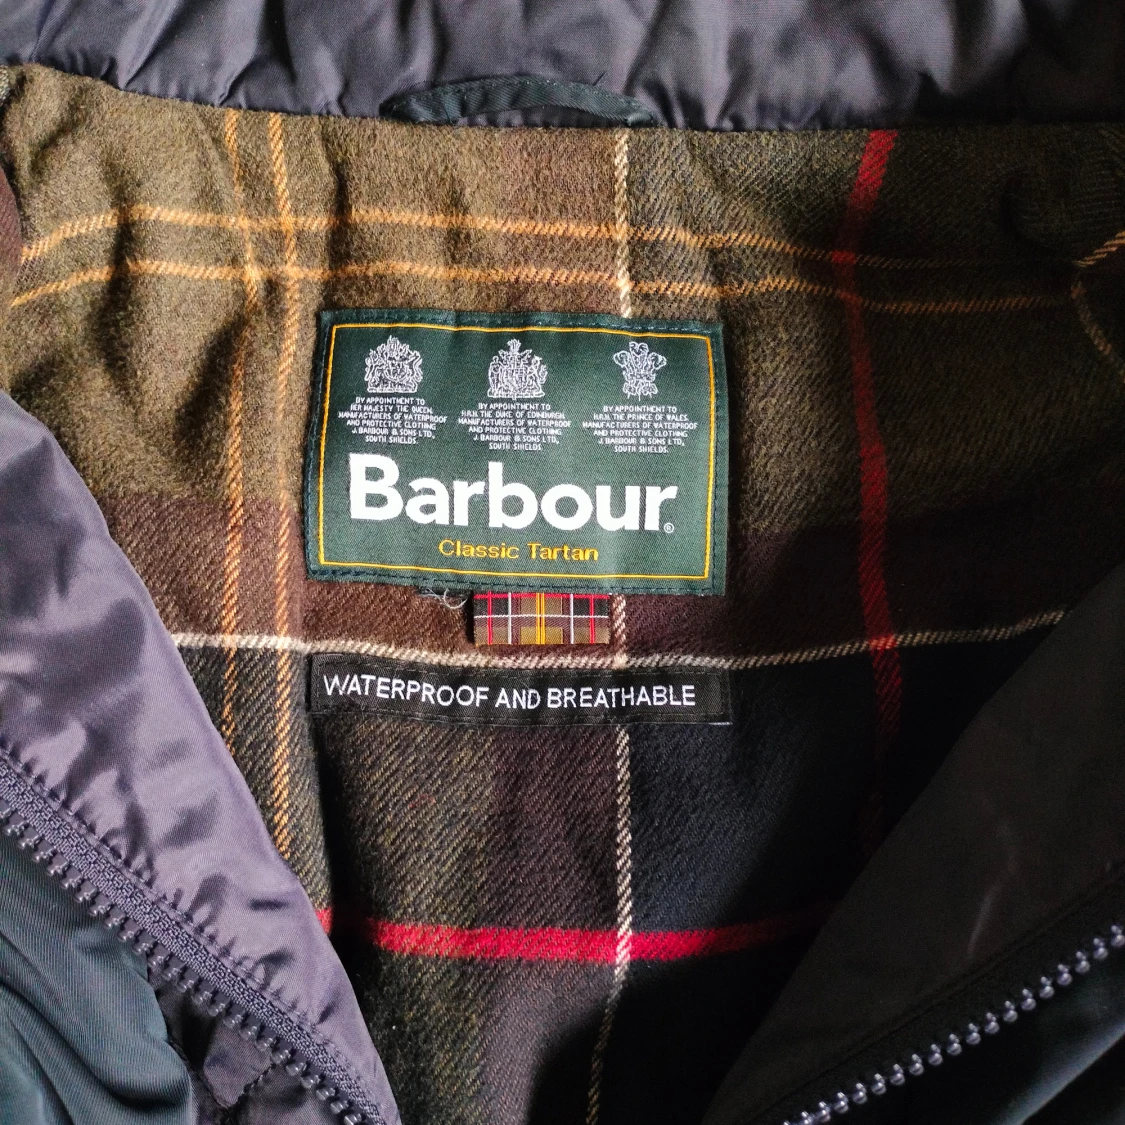 BY APPOINTMENT TO
HER MAJESTY THE QUEEN,
MANUFACTURERS OF WATERPROOF
AND PROTECTIVE CLOTHING
J. BARBOUR & SONS LTD.,
SOUTH SHIELDS.
BY APPOINTMENT TO
H.R.H. THE DUKE OF EDINBURGH,
MANUFACTURERS OF WATERPROOF
AND PROTECTIVE CLOTHING
J. BARBOUR & SONS LTD.,
SOUTH SHIELDS.
BY APPOINTMENT TO
H.R.H. THE PRINCE OF WALES,
MANUFACTURERS OF WATERPROOF
AND PROTECTIVE CLOTHING
J. BARBOUR & SONS LTD.,
SOUTH SHIELDS.
Barbour®
Classic Tartan
WATERPROOF AND BREATHABLE